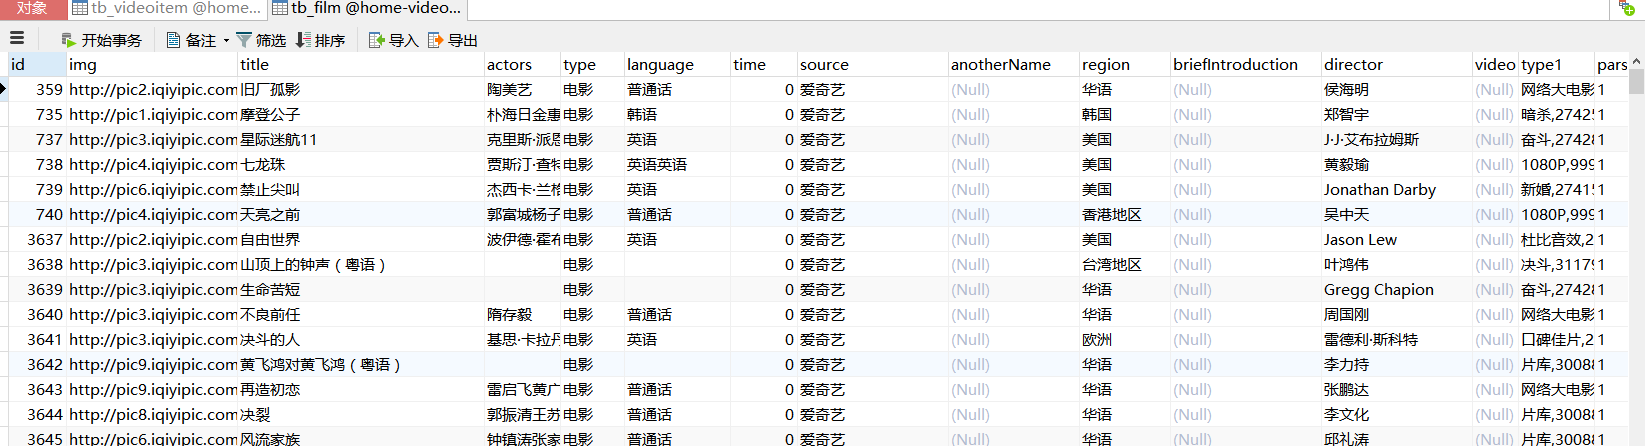 对象 tb_videoitem @home... tb_film @home-video...
开始事务 备注 筛选 排序 导入 导出
id img title actors type language time source anotherName region briefIntroduction director video type1 pars
359 http://pic2.iqiyipic.com 旧厂孤影 陶美艺 电影 普通话 0 爱奇艺 (Null) 华语 (Null) 侯海明 (Null) 网络大电影 1
735 http://pic1.iqiyipic.com 摩登公子 朴海日金惠 电影 韩语 0 爱奇艺 (Null) 韩国 (Null) 郑智宇 (Null) 暗杀,27425 1
737 http://pic3.iqiyipic.com 星际迷航11 克里斯·派恩 电影 英语 0 爱奇艺 (Null) 美国 (Null) J·J·艾布拉姆斯 (Null) 奋斗,27428 1
738 http://pic4.iqiyipic.com 七龙珠 贾斯汀·查特 电影 英语英语 0 爱奇艺 (Null) 美国 (Null) 黄毅瑜 (Null) 1080P,999 1
739 http://pic6.iqiyipic.com 禁止尖叫 杰西卡·兰格 电影 英语 0 爱奇艺 (Null) 美国 (Null) Jonathan Darby (Null) 新婚,27415 1
740 http://pic4.iqiyipic.com 天亮之前 郭富城杨子 电影 普通话 0 爱奇艺 (Null) 香港地区 (Null) 吴中天 (Null) 1080P,999 1
3637 http://pic2.iqiyipic.com 自由世界 波伊德·霍布 电影 英语 0 爱奇艺 (Null) 美国 (Null) Jason Lew (Null) 杜比音效,2 1
3638 http://pic3.iqiyipic.com 山顶上的钟声（粤语） 电影 0 爱奇艺 (Null) 台湾地区 (Null) 叶鸿伟 (Null) 决斗,31179 1
3639 http://pic3.iqiyipic.com 生命苦短 电影 0 爱奇艺 (Null) 华语 (Null) Gregg Chapion (Null) 奋斗,27428 1
3640 http://pic3.iqiyipic.com 不良前任 隋存毅 电影 普通话 0 爱奇艺 (Null) 华语 (Null) 周国刚 (Null) 网络大电影 1
3641 http://pic3.iqiyipic.com 决斗的人 基思·卡拉丹 电影 英语 0 爱奇艺 (Null) 欧洲 (Null) 雷德利·斯科特 (Null) 口碑佳片,2 1
3642 http://pic9.iqiyipic.com 黄飞鸿对黄飞鸿（粤语） 电影 0 爱奇艺 (Null) 华语 (Null) 李力持 (Null) 片库,30088 1
3643 http://pic9.iqiyipic.com 再造初恋 雷启飞黄广 电影 普通话 0 爱奇艺 (Null) 华语 (Null) 张鹏达 (Null) 网络大电影 1
3644 http://pic8.iqiyipic.com 决裂 郭振清王苏 电影 普通话 0 爱奇艺 (Null) 华语 (Null) 李文化 (Null) 片库,30088 1
3645 http://pic6.iqiyipic.com 风流家族 钟镇涛张家 电影 普通话 0 爱奇艺 (Null) 华语 (Null) 邱礼涛 (Null) 片库,30088 1